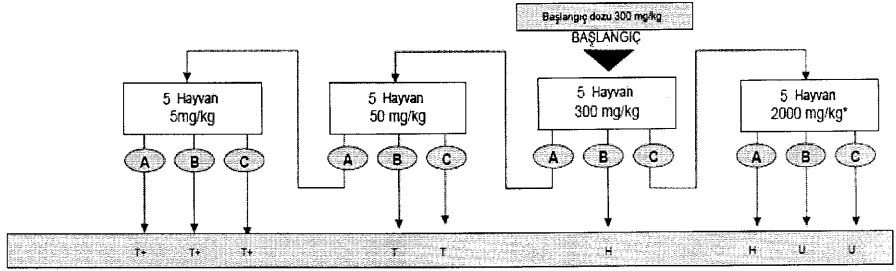 Başlangıç dozu 300 mg/kg
BAŞLANGIÇ
5 Hayvan
5mg/kg
5 Hayvan
50 mg/kg
5 Hayvan
300 mg/kg
5 Hayvan
2000 mg/kg*
A B C A B C A B C A B C
T+ T+ T+ T T H H U U